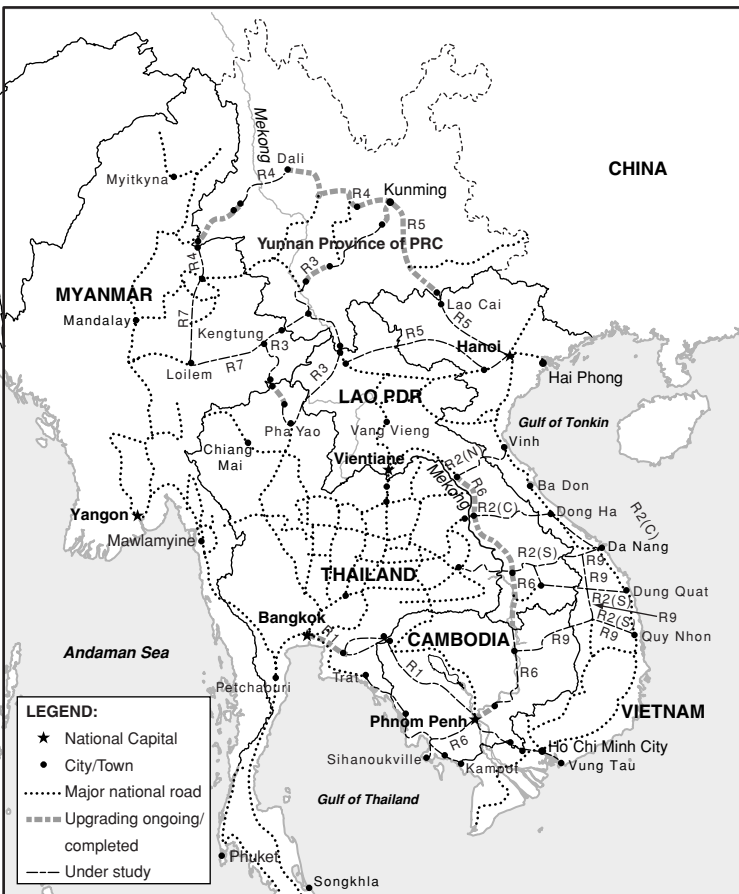 Mekong
Dali
R4
Myitkyna
CHINA
R4
Kunming
R5
Yunnan Province of PRC
R4
R3
MYANMAR
Lao Cai
Mandalay
R7
Kengtung
R5
R5
Hanoi
R3
R7
R3
Loilem
Hai Phong
LAO PDR
Gulf of Tonkin
Pha Yao
Vang Vieng
Chiang
Mai
Vinh
Vientiane
R2(N)
Mekong
R6
Ba Don
Yangon
R2(C)
Dong Ha
R2(C)
Mawlamyine
Da Nang
R2(S)
R9
THAILAND
R6
R9
Dung Quat
R2(S)
R9
Bangkok
R1
CAMBODIA
R2(S)
R9
R9
Quy Nhon
Andaman Sea
R1
R6
Petchaburi
Trat
VIETNAM
Phnom Penh
R6
Ho Chi Minh City
Sihanoukville
Kampot
Vung Tau
Gulf of Thailand
Phuket
Songkhla
LEGEND:
National Capital
City/Town
Major national road
Upgrading ongoing/
completed
Under study